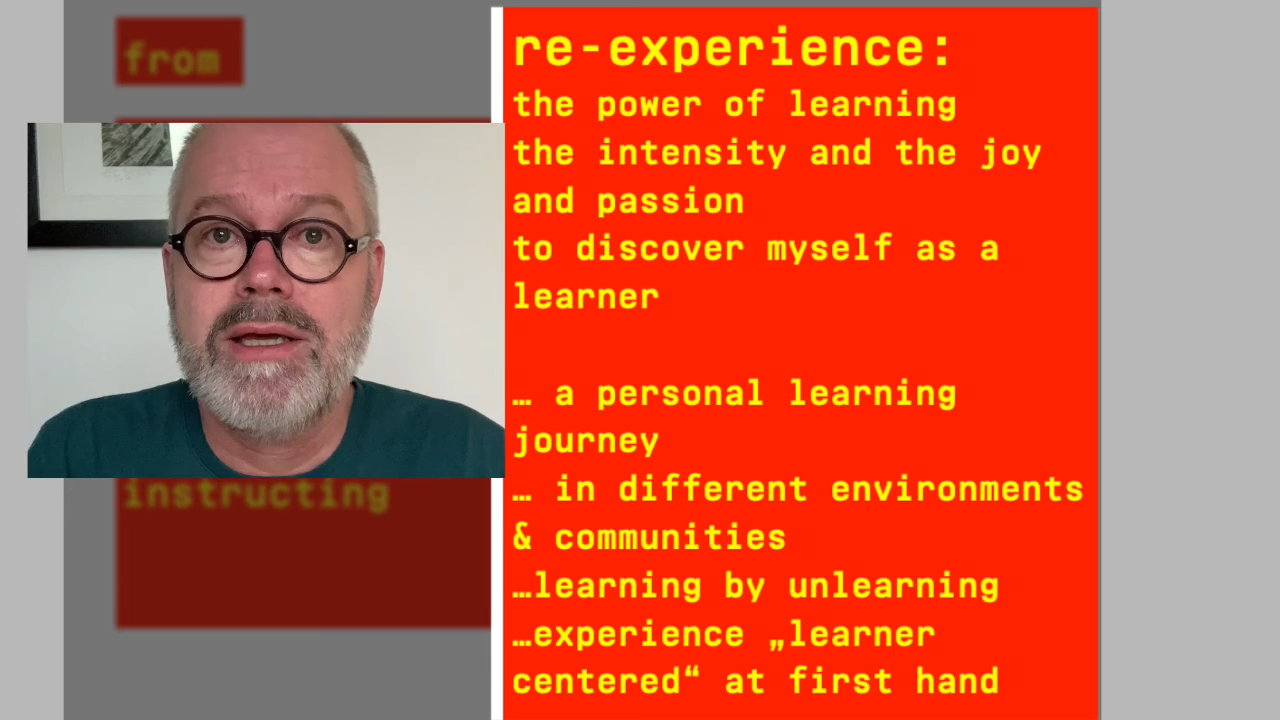 from
instructing
re-experience:
the power of learning
the intensity and the joy
and passion
to discover myself as a
learner
… a personal learning
journey
… in different environments
& communities
…learning by unlearning
…experience „learner
centered“ at first hand